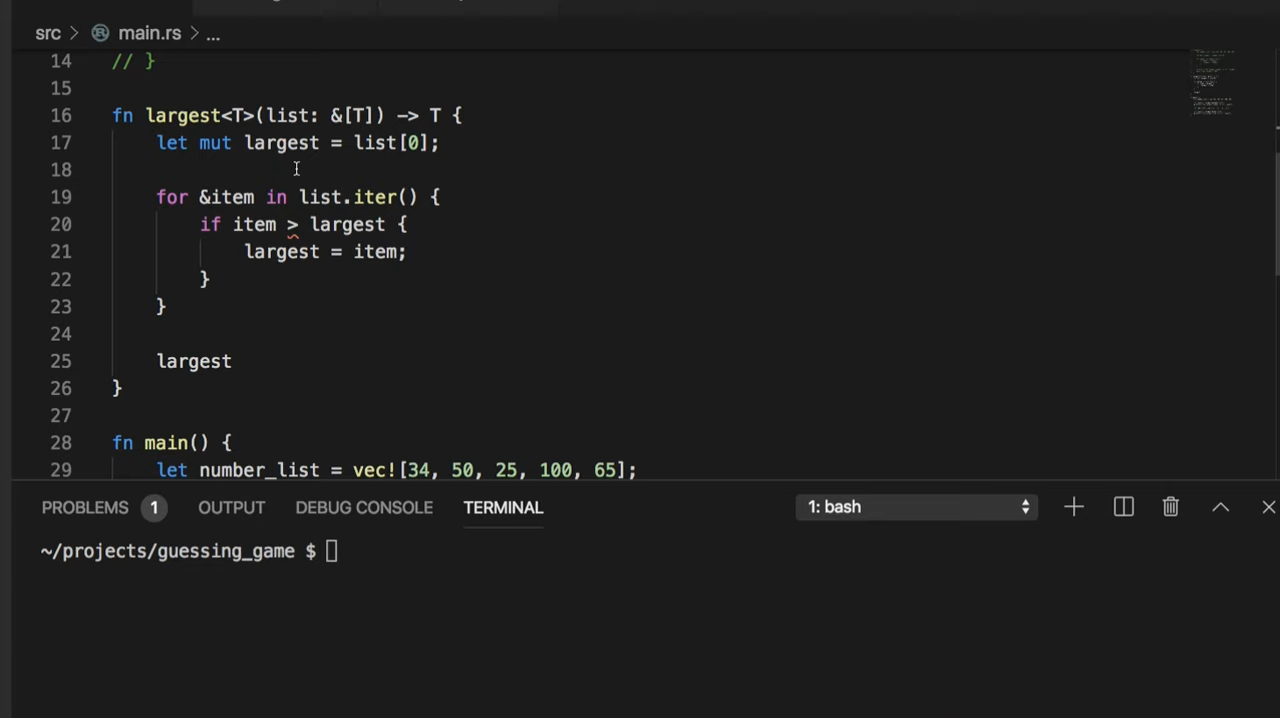 src > main.rs > ...
14 // }
15
16 fn largest<T>(list: &[T]) -> T {
17 let mut largest = list[0];
18
19 for &item in list.iter() {
20 if item > largest {
21 largest = item;
22 }
23 }
24
25 largest
26 }
27
28 fn main() {
29 let number_list = vec![34, 50, 25, 100, 65];
PROBLEMS 1 OUTPUT DEBUG CONSOLE TERMINAL 1: bash
~/projects/guessing_game $